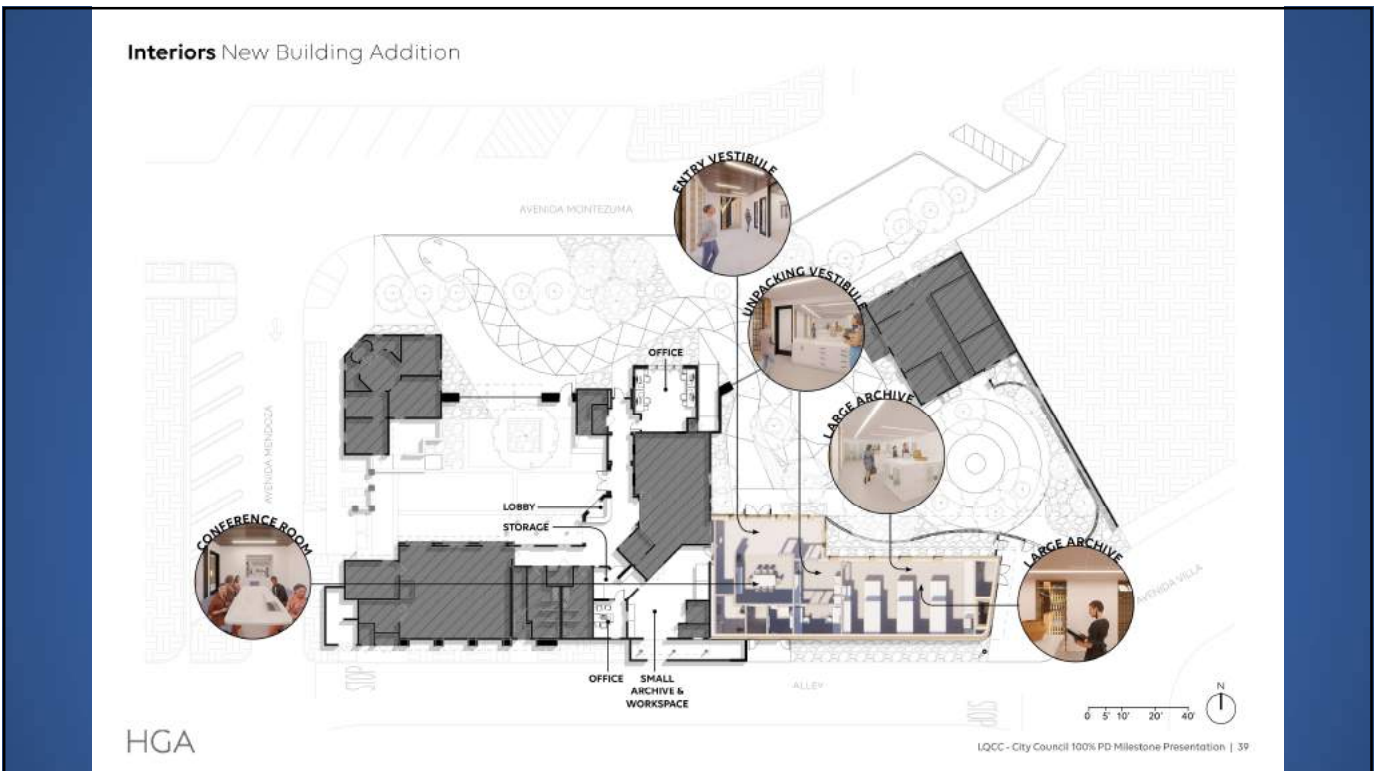 Interiors New Building Addition
ENTRY VESTIBULE
AVENIDA MONTEZUMA
UNPACKING VESTIBULE
OFFICE
LARGE ARCHIVE
AVENIDA MENDOZA
LOBBY
STORAGE
CONFERENCE ROOM
LARGE ARCHIVE
AVENIDA VILLA
OFFICE
SMALL
ARCHIVE &
WORKSPACE
STOP
ALLEY
STOP
N
0 5' 10' 20' 40'
HGA
LQCC - City Council 100% PD Milestone Presentation | 39